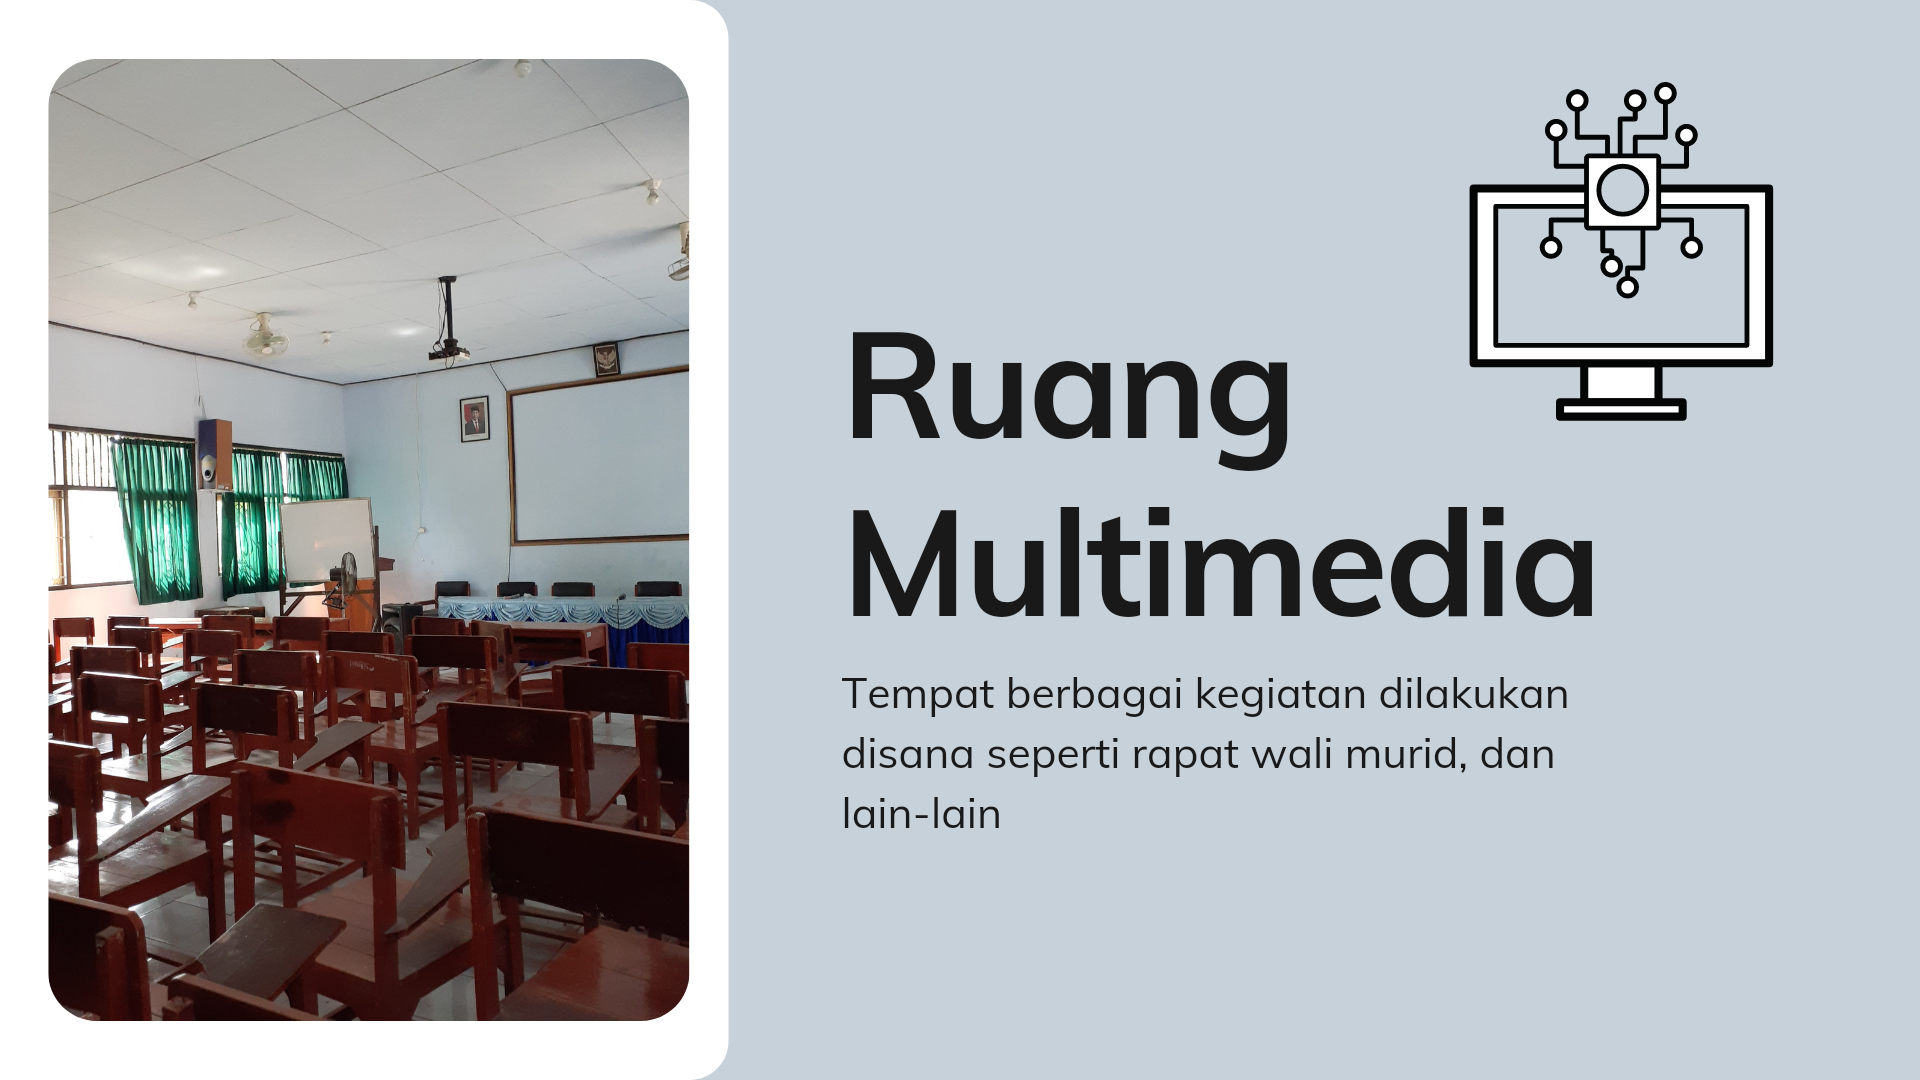 Ruang
Multimedia
Tempat berbagai kegiatan dilakukan
disana seperti rapat wali murid, dan
lain-lain